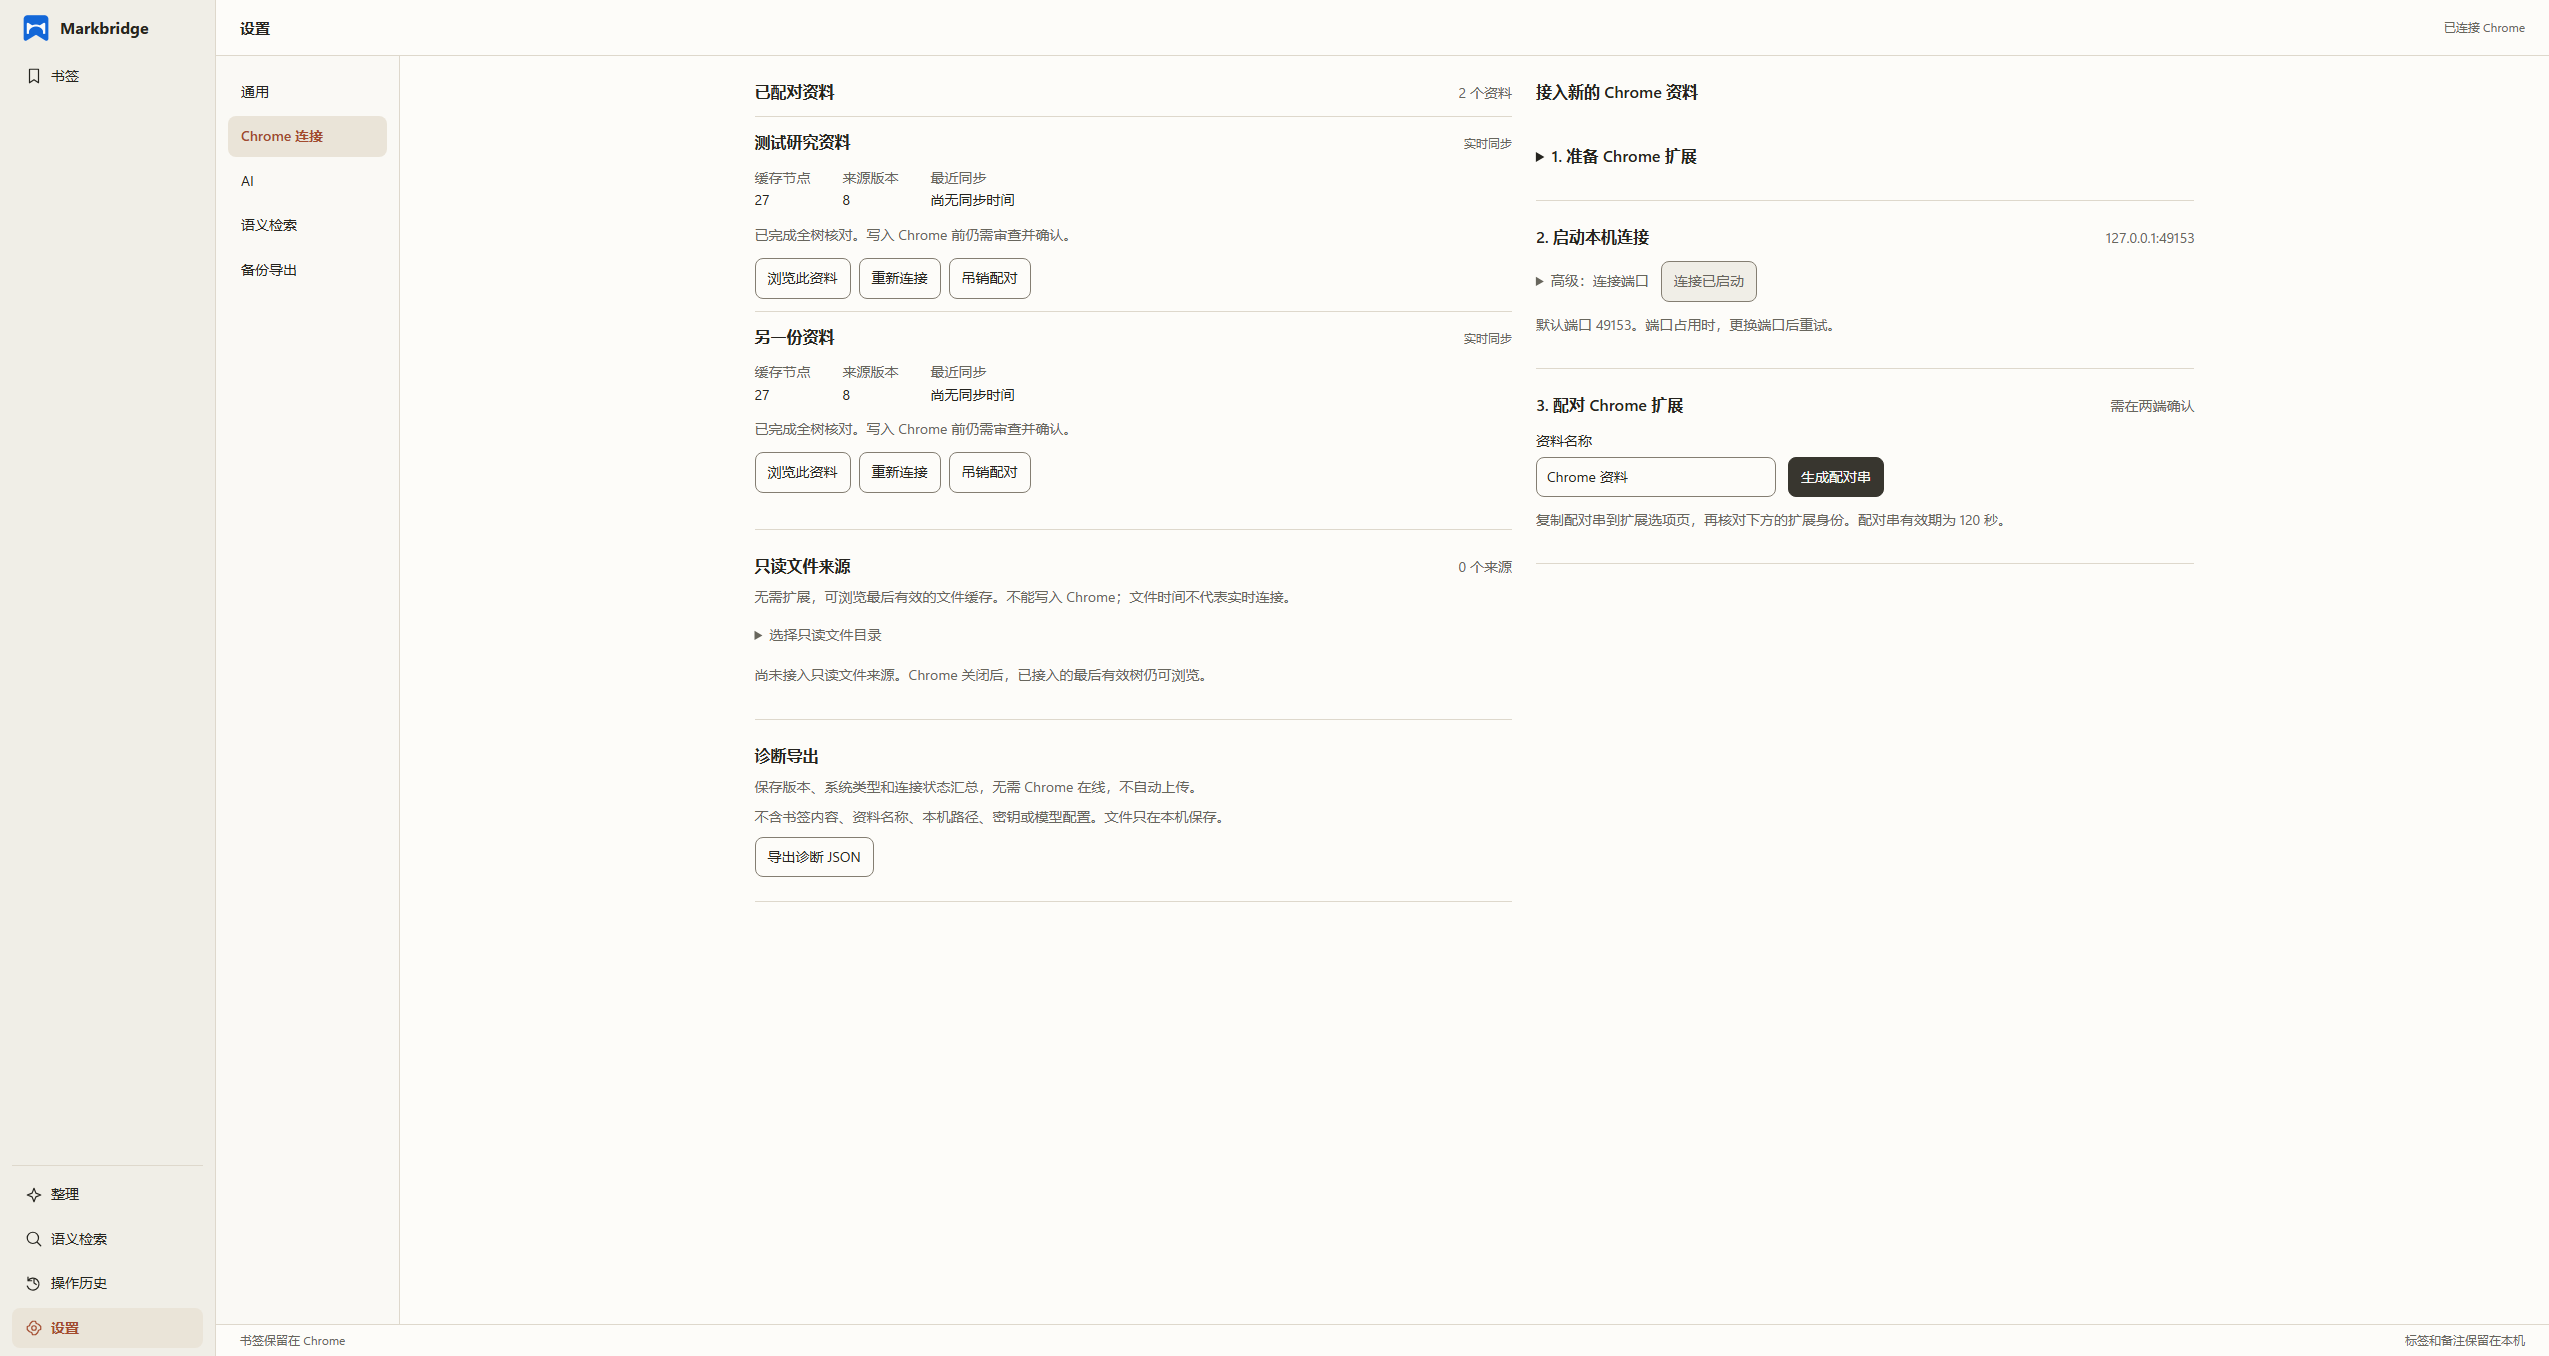 Markbridge
书签
整理
语义检索
操作历史
设置
设置
已连接 Chrome
通用
Chrome 连接
AI
语义检索
备份导出
已配对资料
2 个资料
测试研究资料
实时同步
缓存节点 来源版本 最近同步
27 8 尚无同步时间
已完成全树核对。写入 Chrome 前仍需审查并确认。
浏览此资料 重新连接 吊销配对
另一份资料
实时同步
缓存节点 来源版本 最近同步
27 8 尚无同步时间
已完成全树核对。写入 Chrome 前仍需审查并确认。
浏览此资料 重新连接 吊销配对
只读文件来源
0 个来源
无需扩展，可浏览最后有效的文件缓存。不能写入 Chrome；文件时间不代表实时连接。
选择只读文件目录
尚未接入只读文件来源。Chrome 关闭后，已接入的最后有效树仍可浏览。
诊断导出
保存版本、系统类型和连接状态汇总，无需 Chrome 在线，不自动上传。
不含书签内容、资料名称、本机路径、密钥或模型配置。文件只在本机保存。
导出诊断 JSON
接入新的 Chrome 资料
1. 准备 Chrome 扩展
2. 启动本机连接
127.0.0.1:49153
高级：连接端口 连接已启动
默认端口 49153。端口占用时，更换端口后重试。
3. 配对 Chrome 扩展
需在两端确认
资料名称
Chrome 资料 生成配对串
复制配对串到扩展选项页，再核对下方的扩展身份。配对串有效期为 120 秒。
书签保留在 Chrome
标签和备注保留在本机